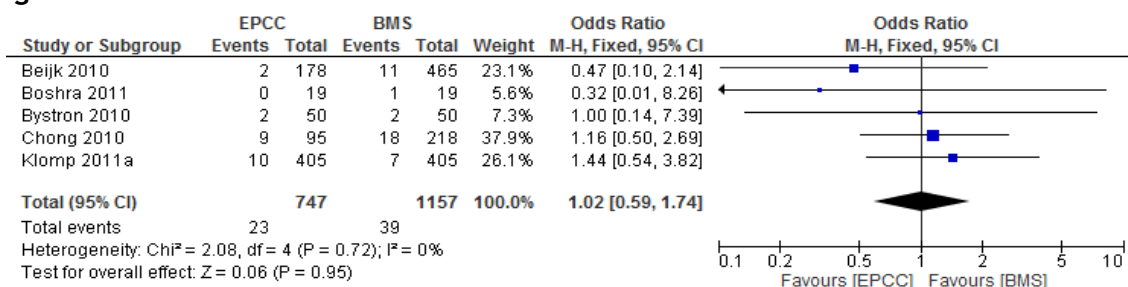 EPCC BMS Odds Ratio Odds Ratio
Study or Subgroup Events Total Events Total Weight M-H, Fixed, 95% CI M-H, Fixed, 95% CI
Beijk 2010 2 178 11 465 23.1% 0.47 [0.10, 2.14]
Boshra 2011 0 19 1 19 5.6% 0.32 [0.01, 8.26]
Bystron 2010 2 50 2 50 7.3% 1.00 [0.14, 7.39]
Chong 2010 9 95 18 218 37.9% 1.16 [0.50, 2.69]
Klomp 2011a 10 405 7 405 26.1% 1.44 [0.54, 3.82]
Total (95% CI) 747 1157 100.0% 1.02 [0.59, 1.74]
Total events 23 39
Heterogeneity: Chi² = 2.08, df = 4 (P = 0.72); I² = 0%
Test for overall effect: Z = 0.06 (P = 0.95)
0.1 0.2 0.5 1 2 5 10
Favours [EPCC] Favours [BMS]